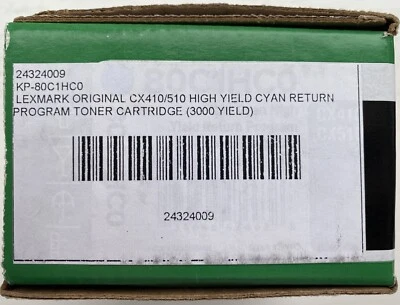 24324009
KP-80C1HC0
LEXMARK ORIGINAL CX410/510 HIGH YIELD CYAN RETURN
PROGRAM TONER CARTRIDGE (3000 YIELD)
24324009